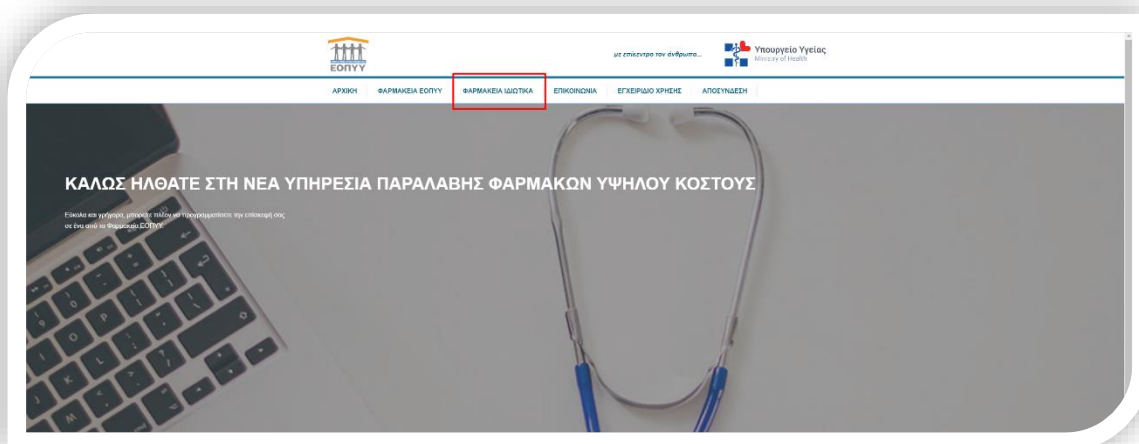 ΕΟΠΥΥ
με επίκεντρο τον άνθρωπο...
Υπουργείο Υγείας
Ministry of Health
ΑΡΧΙΚΗ ΦΑΡΜΑΚΕΙΑ ΕΟΠΥΥ ΦΑΡΜΑΚΕΙΑ ΙΔΙΩΤΙΚΑ ΕΠΙΚΟΙΝΩΝΙΑ ΕΓΧΕΙΡΙΔΙΟ ΧΡΗΣΗΣ ΑΠΟΣΥΝΔΕΣΗ
ΚΑΛΩΣ ΗΛΘΑΤΕ ΣΤΗ ΝΕΑ ΥΠΗΡΕΣΙΑ ΠΑΡΑΛΑΒΗΣ ΦΑΡΜΑΚΩΝ ΥΨΗΛΟΥ ΚΟΣΤΟΥΣ
Εύκολα και γρήγορα, μπορείτε πλέον να προγραμματίσετε την επίσκεψή σας
σε ένα από τα Φαρμακεία ΕΟΠΥΥ.